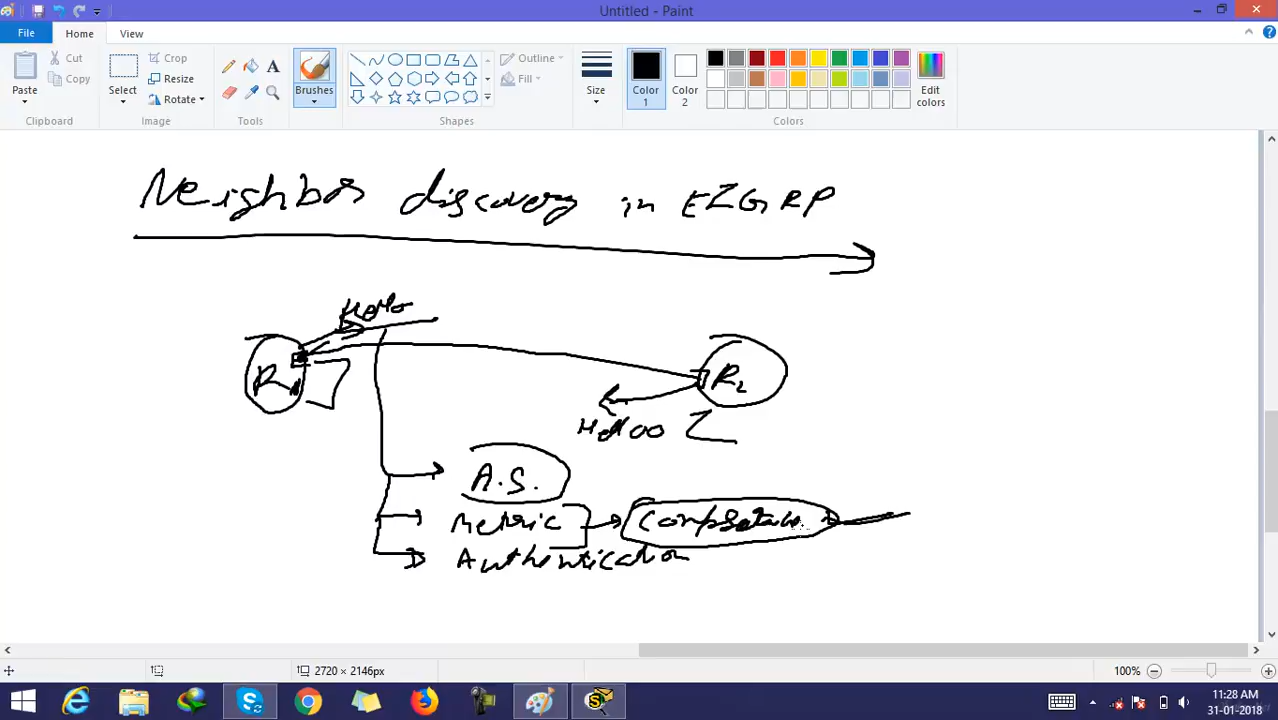 Untitled - Paint
File Home View
Paste Cut Copy Clipboard
Select Crop Resize Rotate Image
Tools
Brushes
Outline Fill Shapes
Size
Color 1 Color 2 Edit colors Colors
Neighbor discovery in EIGRP
Hello
R1 R2
Hello
A.S.
Metric
Authentication
2720 × 2146px 100%
11:28 AM
31-01-2018